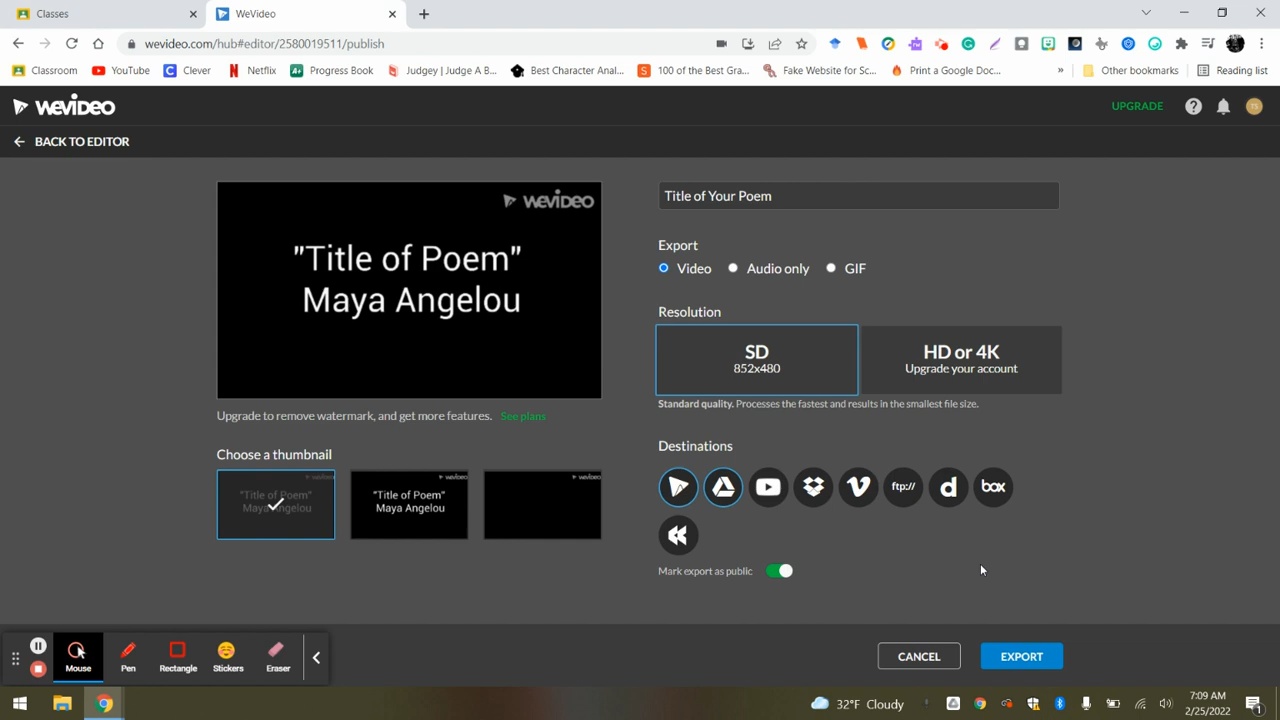 Classes
WeVideo
wevideo.com/hub#editor/2580019511/publish
Classroom
YouTube
Clever
Netflix
Progress Book
Judgey | Judge A B...
Best Character Anal...
100 of the Best Gra...
Fake Website for Sc...
Print a Google Doc...
»
Other bookmarks
Reading list
WEVIDEO
UPGRADE
BACK TO EDITOR
WEVIDEO
"Title of Poem"
Maya Angelou
Upgrade to remove watermark, and get more features. See plans
Choose a thumbnail
"Title of Poem"
Maya Angelou
wevideo
"Title of Poem"
Maya Angelou
wevideo
Title of Your Poem
Export
Video
Audio only
GIF
Resolution
SD
852x480
HD or 4K
Upgrade your account
Standard quality. Processes the fastest and results in the smallest file size.
Destinations
ftp://
d
box
Mark export as public
CANCEL
EXPORT
Mouse
Pen
Rectangle
Stickers
Eraser
32°F Cloudy
7:09 AM
2/25/2022
1